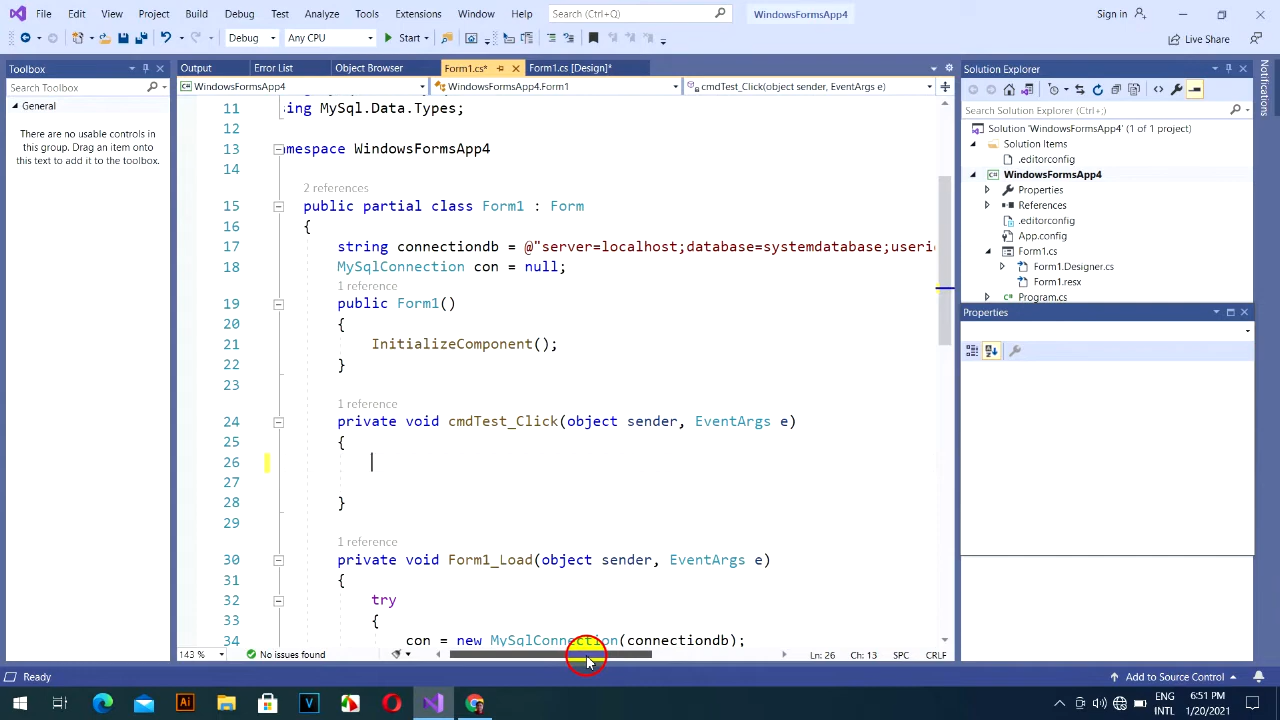 File Edit View Git Project Build Debug Test Analyze Tools Extensions Window Help Search (Ctrl+Q) WindowsFormsApp4 Sign in
Debug Any CPU Start Live Share
Toolbox
Search Toolbox
General
There are no usable controls in
this group. Drag an item onto
this text to add it to the toolbox.
Output Error List Object Browser Form1.cs* Form1.cs [Design]*
WindowsFormsApp4 WindowsFormsApp4.Form1 cmdTest_Click(object sender, EventArgs e)
11 ing MySql.Data.Types;
12
13 mespace WindowsFormsApp4
14
2 references
15 public partial class Form1 : Form
16 {
17 string connectiondb = @"server=localhost;database=systemdatabase;useri
18 MySqlConnection con = null;
1 reference
19 public Form1()
20 {
21 InitializeComponent();
22 }
23
1 reference
24 private void cmdTest_Click(object sender, EventArgs e)
25 {
26
27
28 }
29
1 reference
30 private void Form1_Load(object sender, EventArgs e)
31 {
32 try
33 {
34 con = new MySqlConnection(connectiondb);
143 % No issues found Ln: 26 Ch: 13 SPC CRLF
Solution Explorer
Search Solution Explorer (Ctrl+;)
Solution 'WindowsFormsApp4' (1 of 1 project)
Solution Items
.editorconfig
WindowsFormsApp4
Properties
References
.editorconfig
App.config
Form1.cs
Form1.Designer.cs
Form1.resx
Program.cs
Properties
Notifications
Ready Add to Source Control
ENG
INTL
6:51 PM
1/20/2021